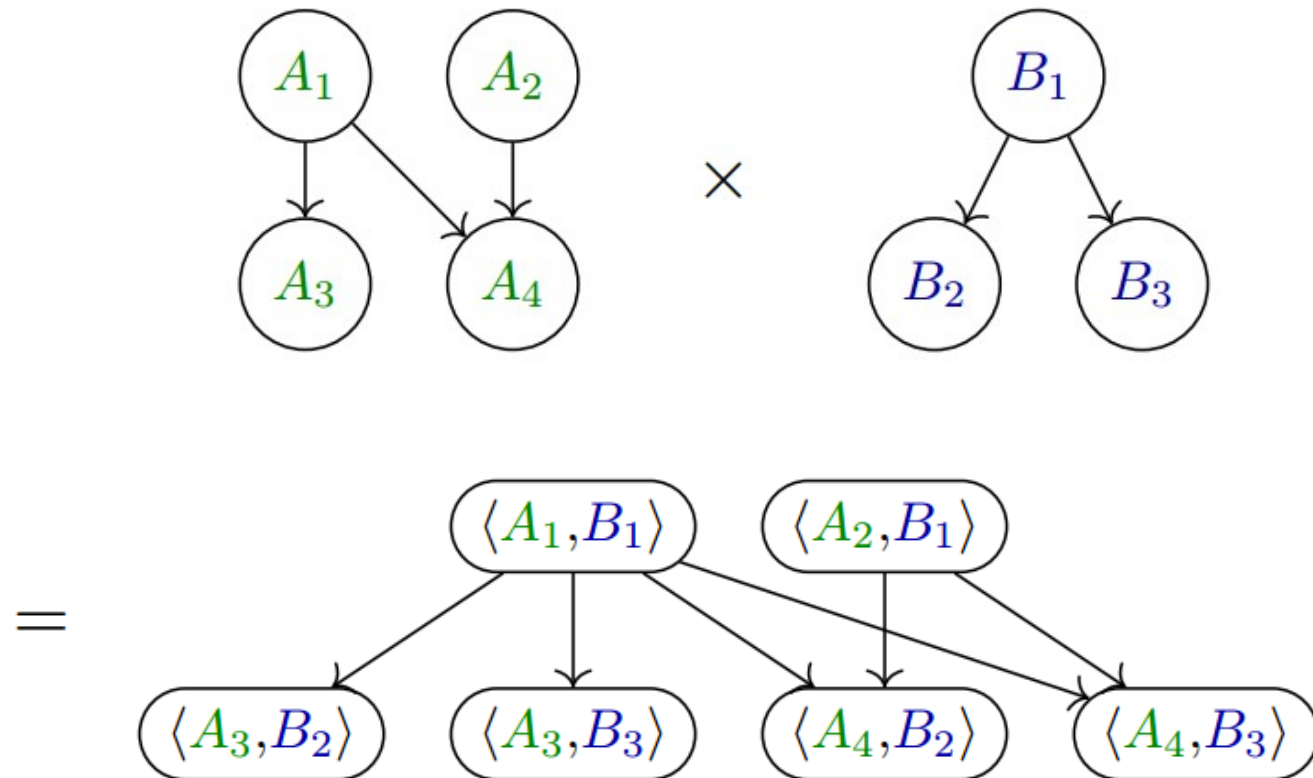 A₁ A₂ B₁
×
A₃ A₄ B₂ B₃
⟨A₁,B₁⟩ ⟨A₂,B₁⟩
=
⟨A₃,B₂⟩ ⟨A₃,B₃⟩ ⟨A₄,B₂⟩ ⟨A₄,B₃⟩